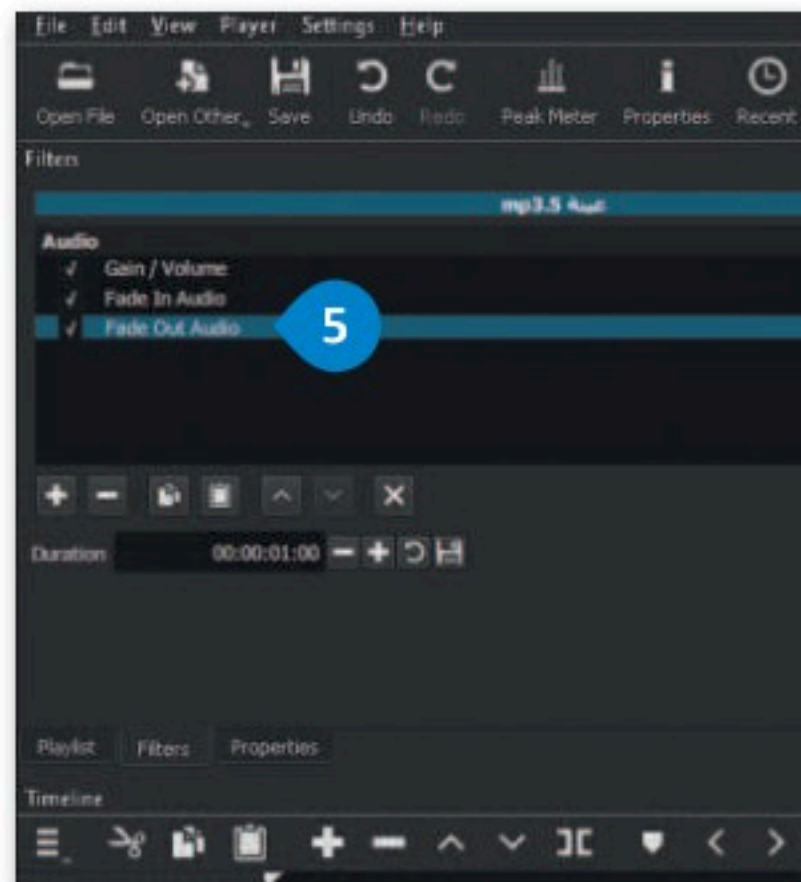 File Edit View Player Settings Help
Open File Open Other Save Undo Redo Peak Meter Properties Recent
Filters
عينة 5.mp3
Audio
Gain / Volume
Fade In Audio
Fade Out Audio
5
Duration 00:00:01:00
Playlist Filters Properties
Timeline